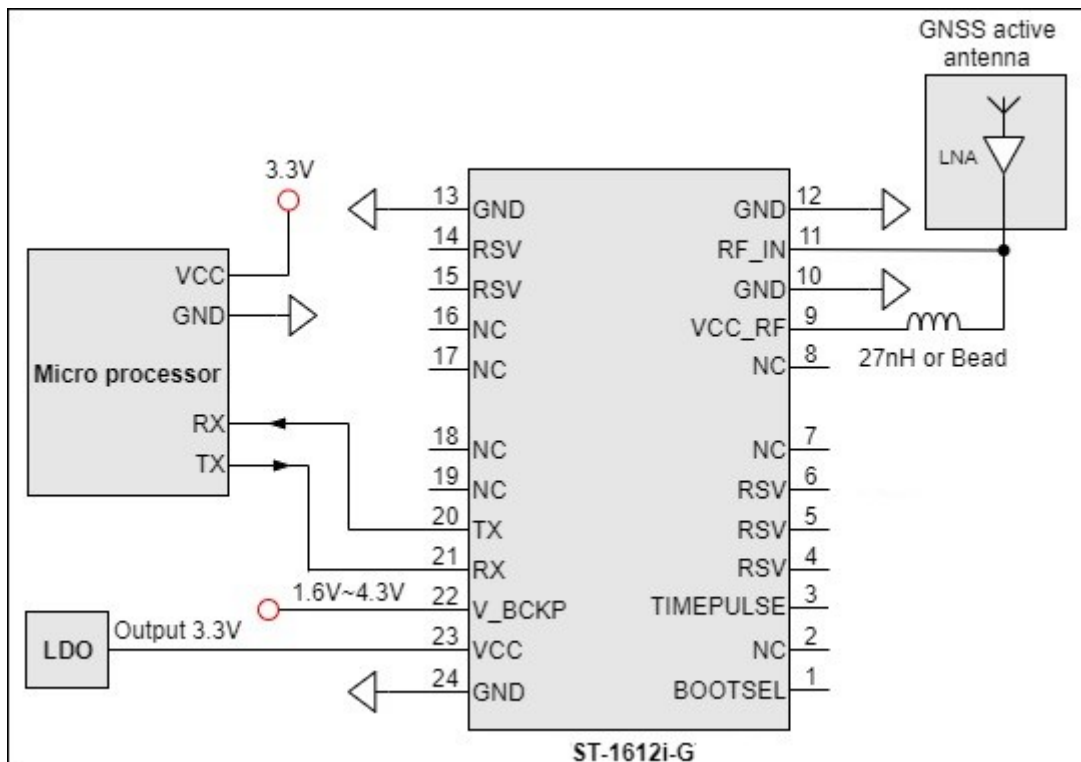 GNSS active
antenna
LNA
3.3V
VCC
GND
Micro processor
RX
TX
13 GND
14 RSV
15 RSV
16 NC
17 NC
18 NC
19 NC
20 TX
21 RX
1.6V~4.3V 22 V_BCKP
LDO Output 3.3V 23 VCC
24 GND
GND 12
RF_IN 11
GND 10
VCC_RF 9
27nH or Bead
NC 8
NC 7
RSV 6
RSV 5
RSV 4
TIMEPULSE 3
NC 2
BOOTSEL 1
ST-1612i-G